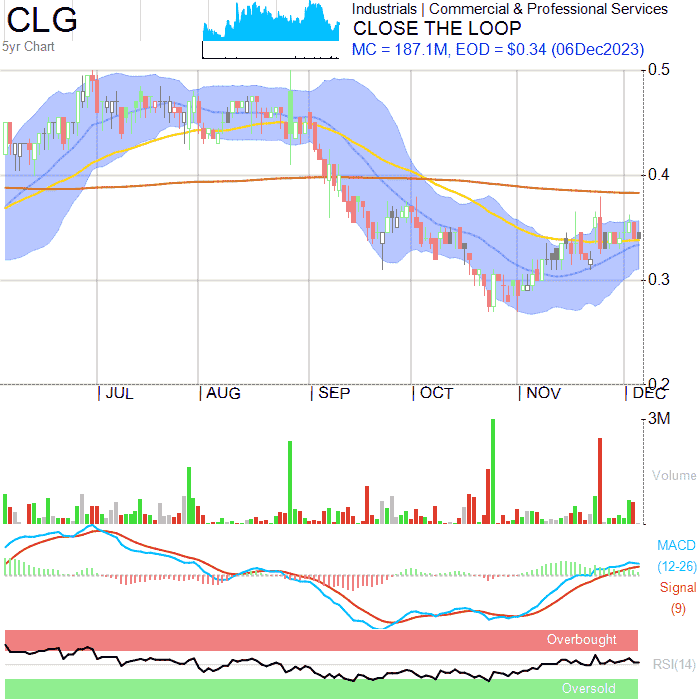 CLG
5yr Chart
Industrials | Commercial & Professional Services
CLOSE THE LOOP
MC = 187.1M, EOD = $0.34 (06Dec2023)
0.5
0.4
0.3
0.2
| JUL
| AUG
| SEP
| OCT
| NOV
| DEC
3M
Volume
MACD
(12-26)
Signal
(9)
Overbought
RSI(14)
Oversold